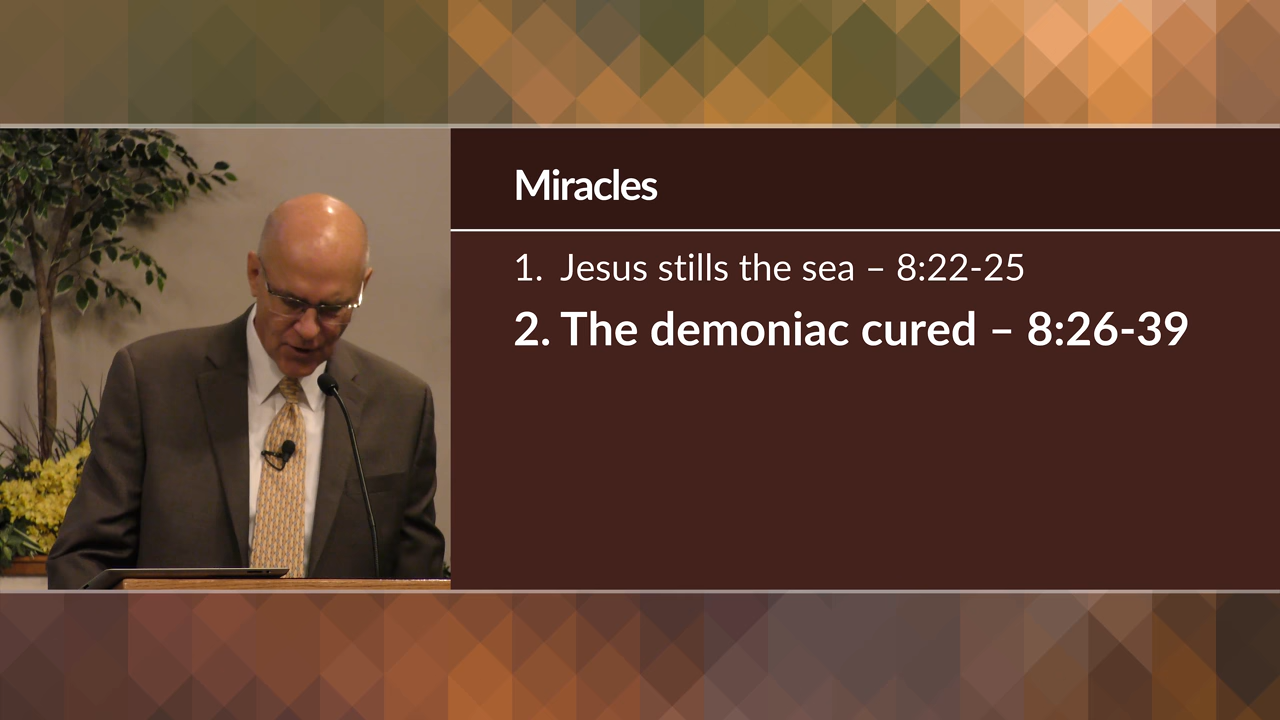 Miracles
1. Jesus stills the sea – 8:22-25
2. The demoniac cured – 8:26-39